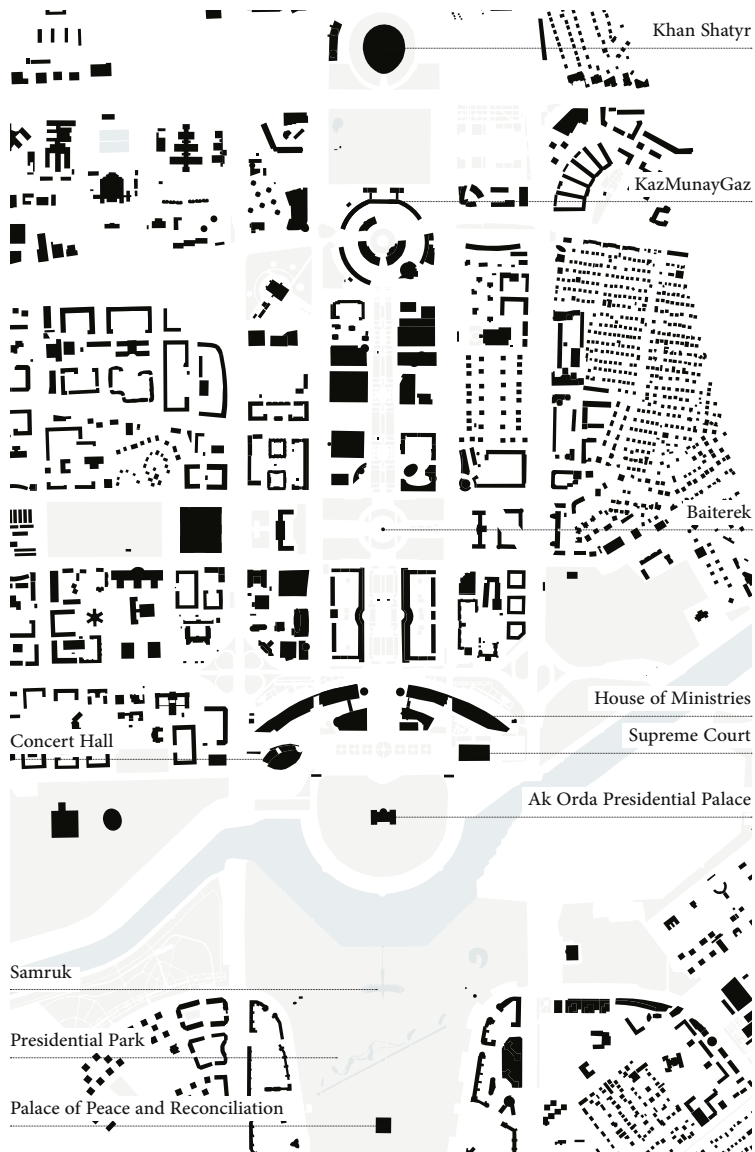 Khan Shatyr
KazMunayGaz
Baiterek
House of Ministries
Supreme Court
Concert Hall
Ak Orda Presidential Palace
Samruk
Presidential Park
Palace of Peace and Reconciliation